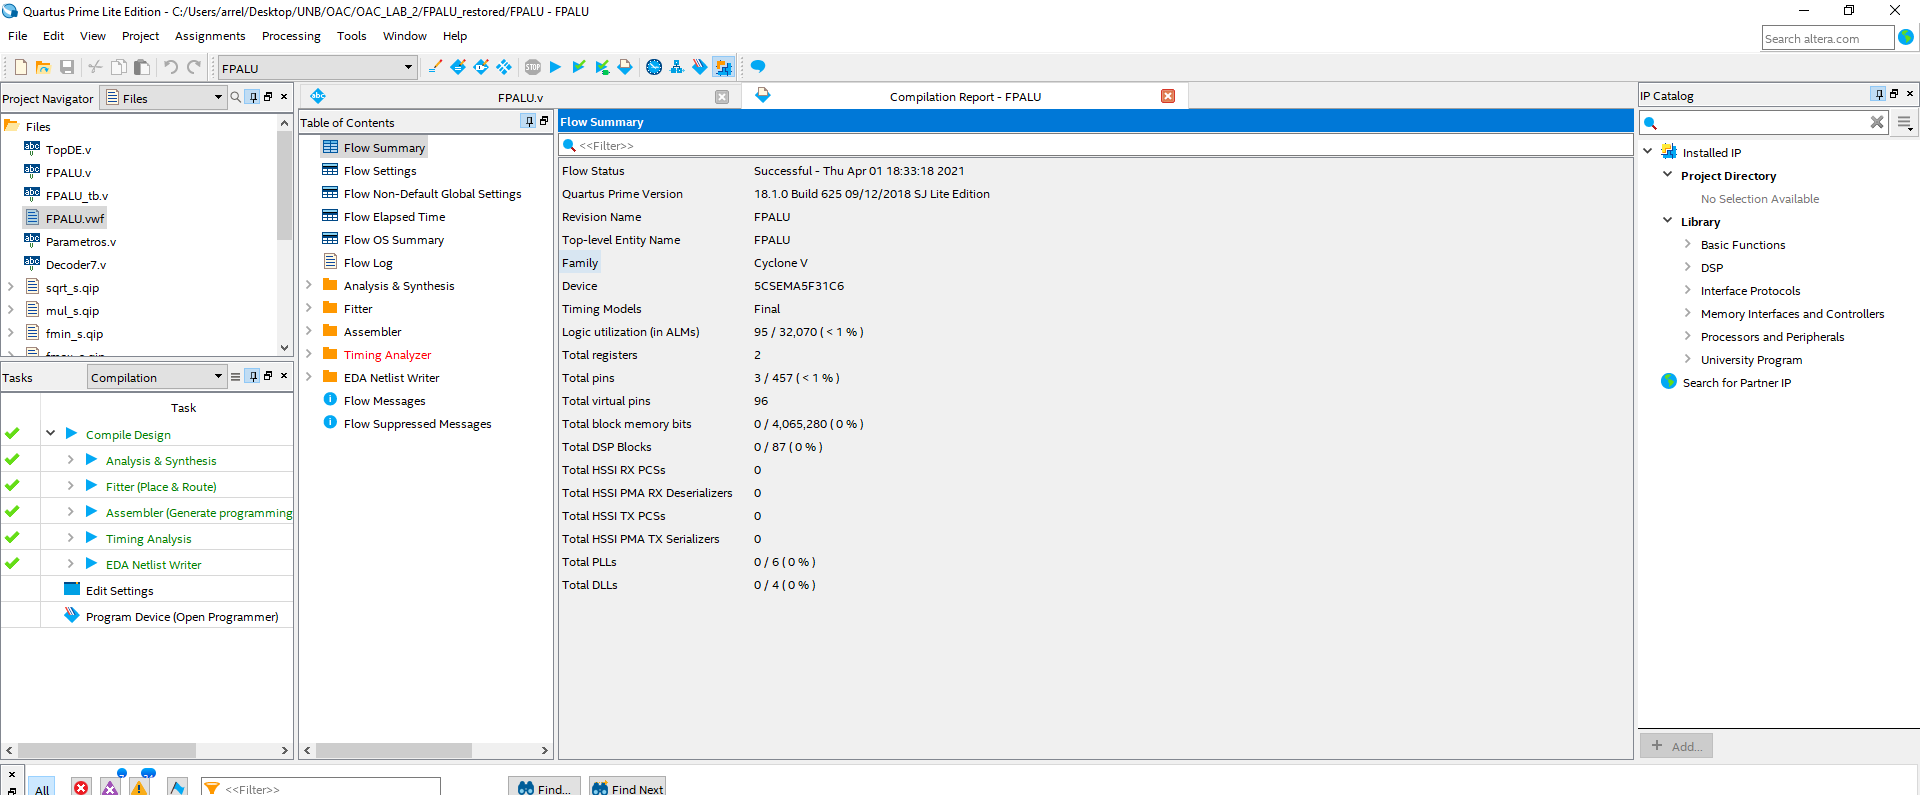 Quartus Prime Lite Edition - C:/Users/arrel/Desktop/UNB/OAC/OAC_LAB_2/FPALU_restored/FPALU - FPALU
File Edit View Project Assignments Processing Tools Window Help
Search altera.com
FPALU
Project Navigator
Files
Files
TopDE.v
FPALU.v
FPALU_tb.v
FPALU.vwf
Parametros.v
Decoder7.v
sqrt_s.qip
mul_s.qip
fmin_s.qip
Tasks
Compilation
Task
Compile Design
Analysis & Synthesis
Fitter (Place & Route)
Assembler (Generate programming
Timing Analysis
EDA Netlist Writer
Edit Settings
Program Device (Open Programmer)
FPALU.v
Compilation Report - FPALU
Table of Contents
Flow Summary
Flow Settings
Flow Non-Default Global Settings
Flow Elapsed Time
Flow OS Summary
Flow Log
Analysis & Synthesis
Fitter
Assembler
Timing Analyzer
EDA Netlist Writer
Flow Messages
Flow Suppressed Messages
Flow Summary
<<Filter>>
Flow Status Successful - Thu Apr 01 18:33:18 2021
Quartus Prime Version 18.1.0 Build 625 09/12/2018 SJ Lite Edition
Revision Name FPALU
Top-level Entity Name FPALU
Family Cyclone V
Device 5CSEMA5F31C6
Timing Models Final
Logic utilization (in ALMs) 95 / 32,070 ( < 1 % )
Total registers 2
Total pins 3 / 457 ( < 1 % )
Total virtual pins 96
Total block memory bits 0 / 4,065,280 ( 0 % )
Total DSP Blocks 0 / 87 ( 0 % )
Total HSSI RX PCSs 0
Total HSSI PMA RX Deserializers 0
Total HSSI TX PCSs 0
Total HSSI PMA TX Serializers 0
Total PLLs 0 / 6 ( 0 % )
Total DLLs 0 / 4 ( 0 % )
IP Catalog
Installed IP
Project Directory
No Selection Available
Library
Basic Functions
DSP
Interface Protocols
Memory Interfaces and Controllers
Processors and Peripherals
University Program
Search for Partner IP
+ Add...
All
<<Filter>>
Find...
Find Next